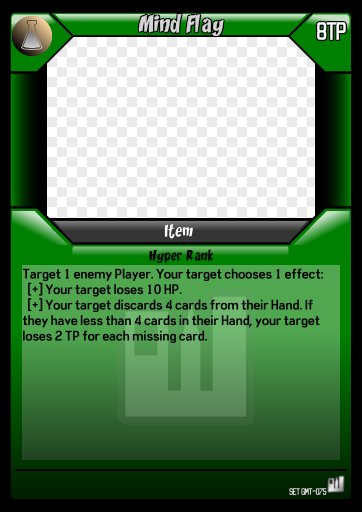 Mind Flay
8TP
Item
Hyper Rank
Target 1 enemy Player. Your target chooses 1 effect:
[+] Your target loses 10 HP.
[+] Your target discards 4 cards from their Hand. If
they have less than 4 cards in their Hand, your target
loses 2 TP for each missing card.
SET GMT-075